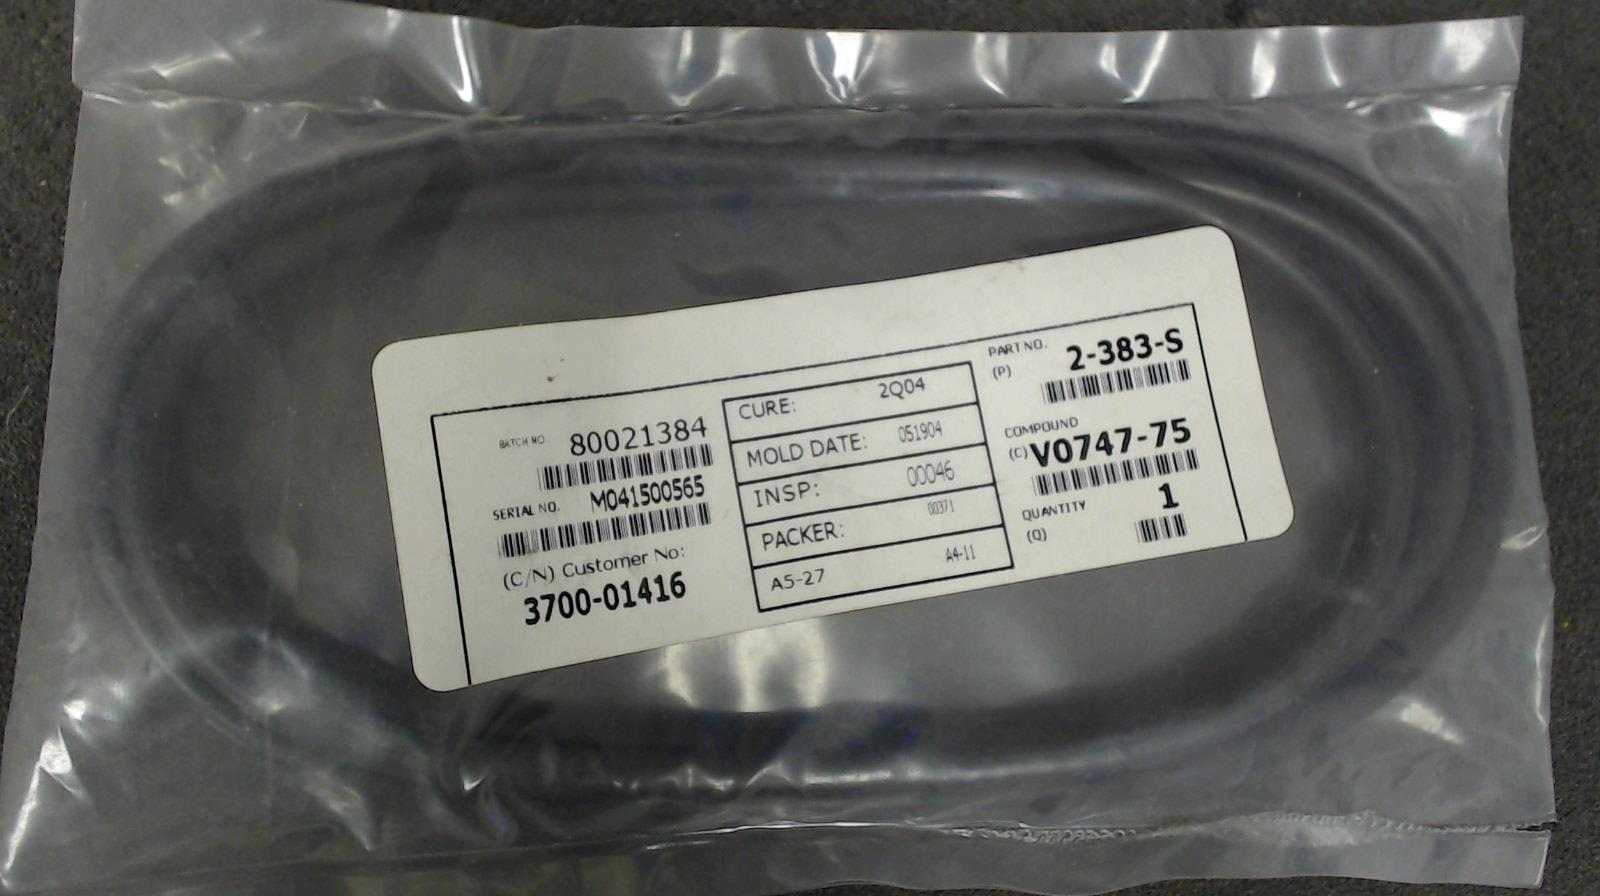 BATCH NO. 80021384
SERIAL NO. M041500565
(C/N) Customer No:
3700-01416
CURE: 2Q04
MOLD DATE: 051904
INSP: 00046
PACKER: 00371
A5-27 A4-11
PART NO. 2-383-S
(P)
COMPOUND
(C) V0747-75
QUANTITY 1
(Q)